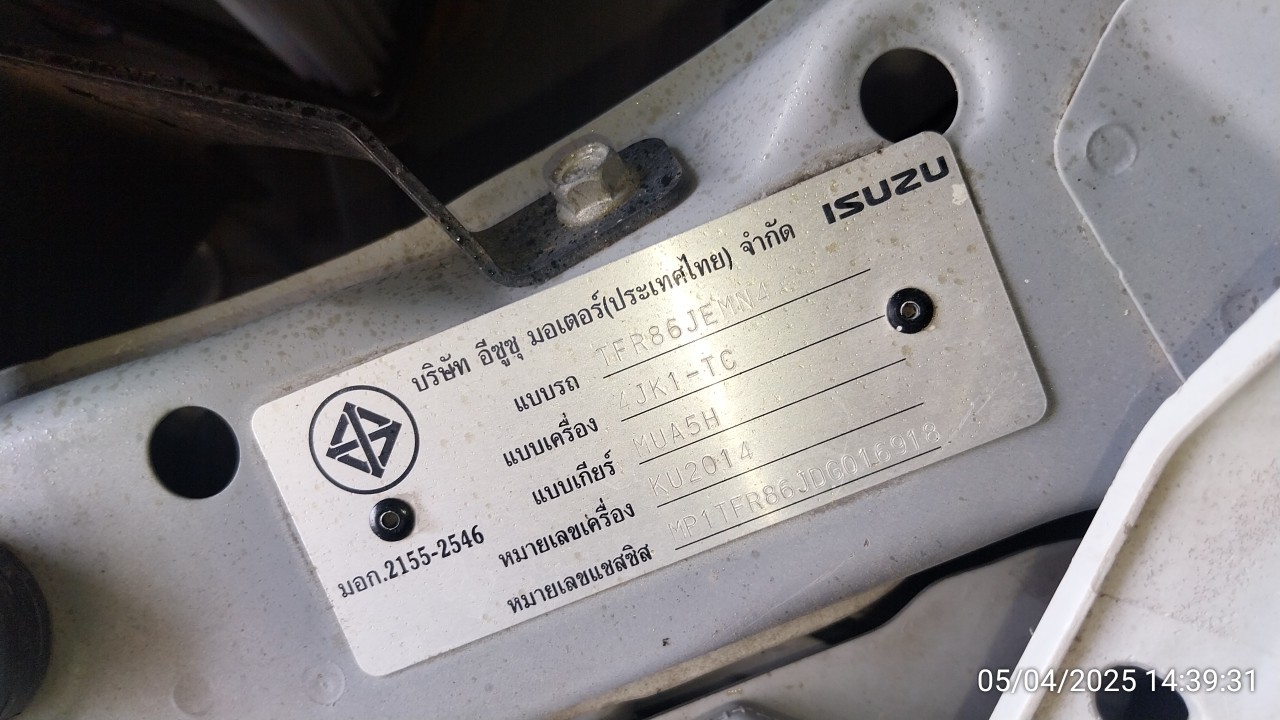 ISUZU
บริษัท อีซูซุ มอเตอร์(ประเทศไทย) จำกัด
แบบรถ TFR86JEMN4
แบบเครื่อง 4JK1-TC
แบบเกียร์ MUA5H
หมายเลขเครื่อง KU2014
หมายเลขแชสซิส MP1TFR86JDG016918
มอก.2155-2546
05/04/2025 14:39:31